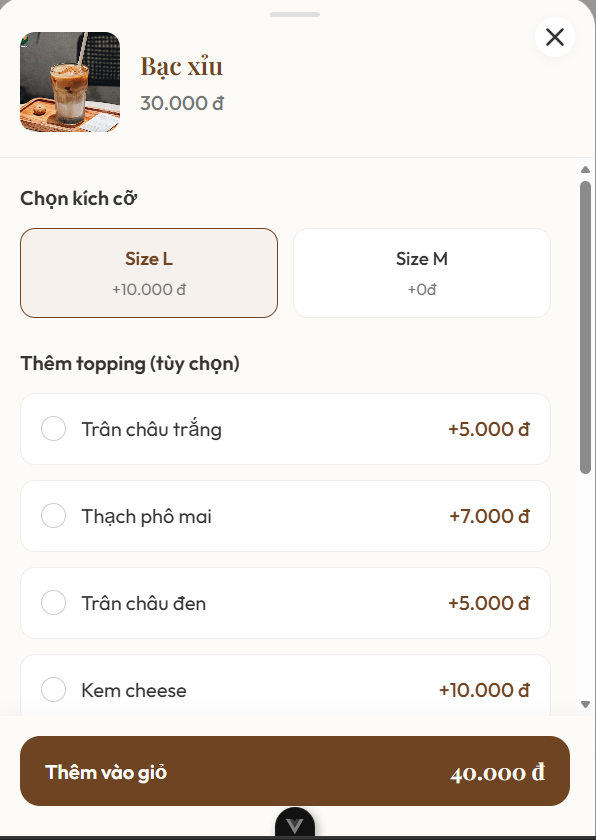 Bạc xỉu
30.000 đ
Chọn kích cỡ
Size L
+10.000 đ
Size M
+0đ
Thêm topping (tùy chọn)
Trân châu trắng +5.000 đ
Thạch phô mai +7.000 đ
Trân châu đen +5.000 đ
Kem cheese +10.000 đ
Thêm vào giỏ 40.000 đ